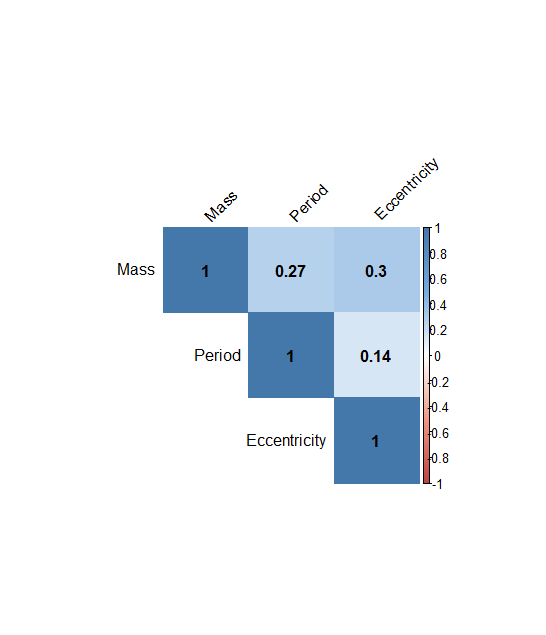 Mass Period Eccentricity
Mass 1 0.27 0.3
Period 1 0.14
Eccentricity 1
1
0.8
0.6
0.4
0.2
0
-0.2
-0.4
-0.6
-0.8
-1